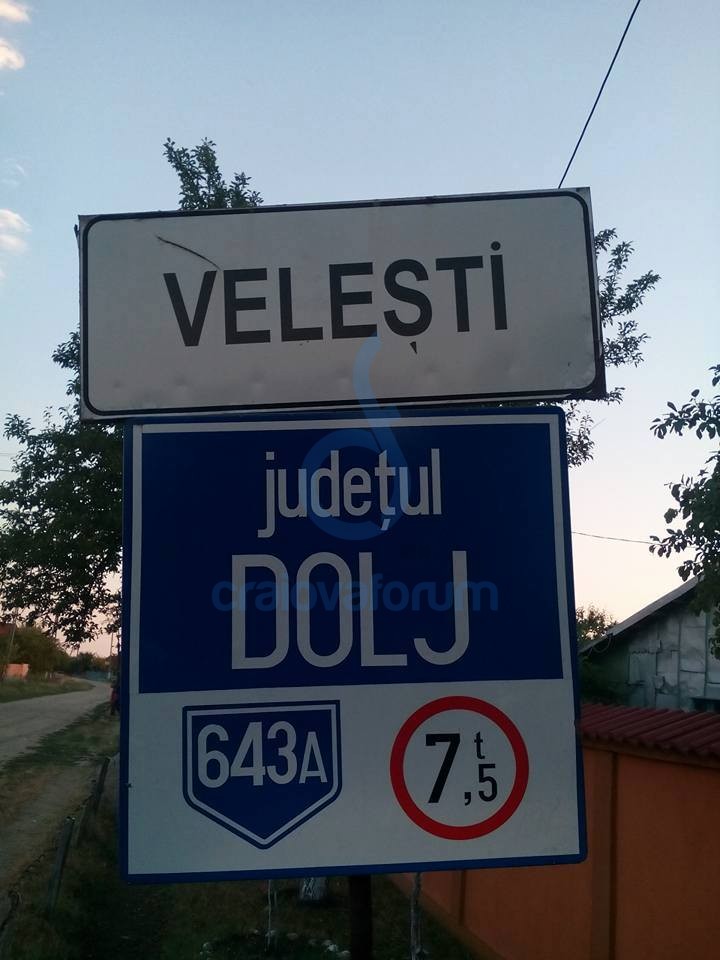 VELEȘTİ
județul
craiovaforum
DOLJ
643A
7,5 t